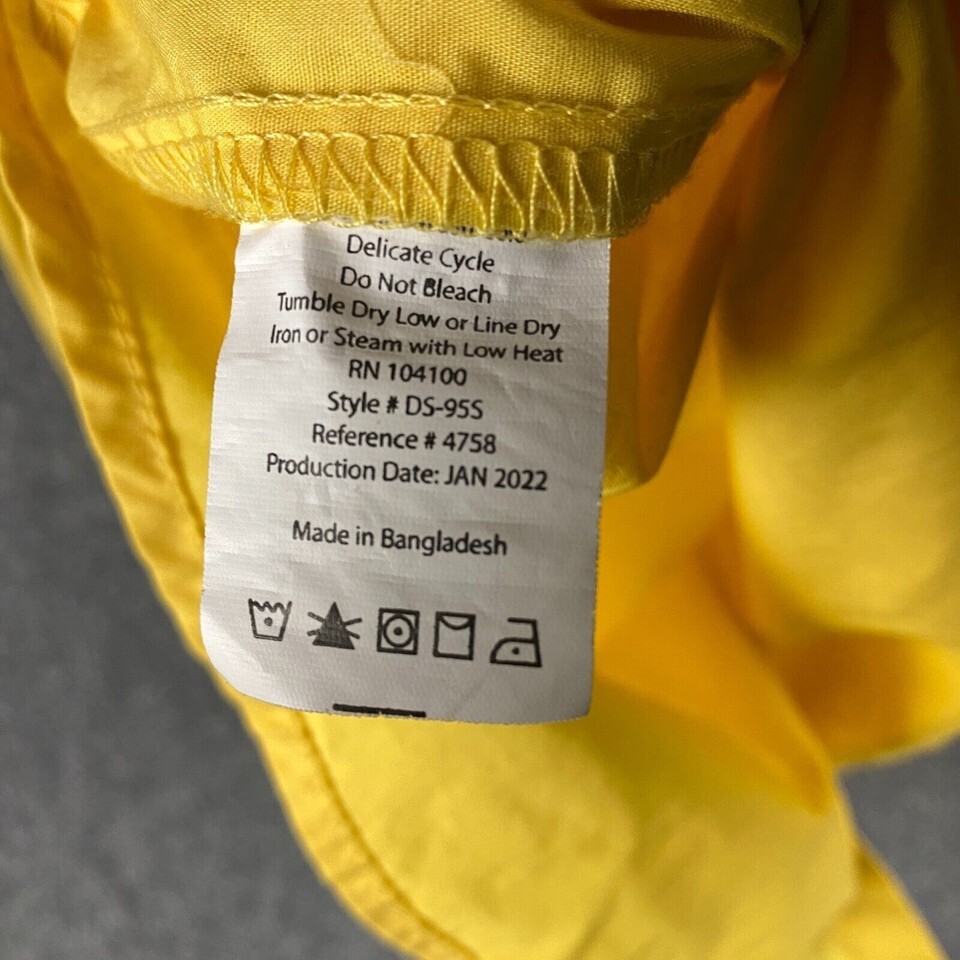 Delicate Cycle
Do Not Bleach
Tumble Dry Low or Line Dry
Iron or Steam with Low Heat
RN 104100
Style # DS-95S
Reference # 4758
Production Date: JAN 2022
Made in Bangladesh